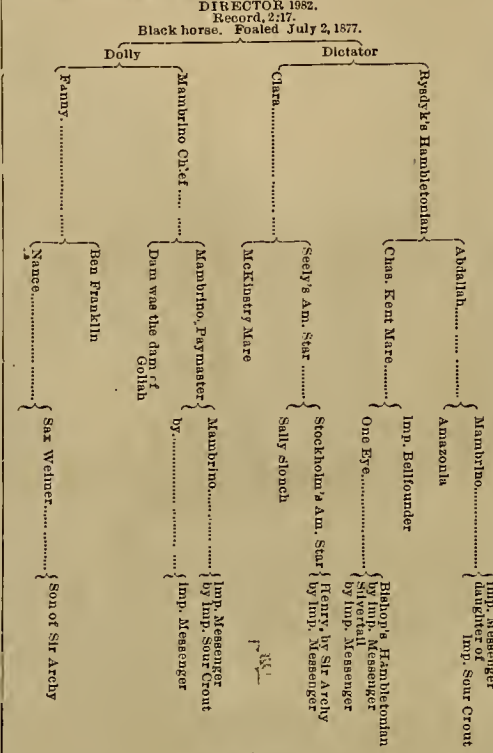 DIRECTOR 1982.
Record, 2:17.
Black horse. Foaled July 2, 1877.
Dolly
Dictator
Rysdyk's Hambletonian
Clara
Mambrino Chief
Fanny
Abdallah
Chas. Kent Mare
Seely's Am. Star
McKinstry Mare
Mambrino Paymaster
Dam was the dam of
Goliah
Ben Franklin
Nance
Mambrino
Amazonia
Imp. Bellfounder
One Eye
Stockholm's Am. Star
Sally Slouch
Mambrino
by
Sax Weimer
Imp. Messenger
daughter of
Imp. Sour Crout
Bishop's Hambletonian
by Imp. Messenger
Silvertail
by Imp. Messenger
Henry, by Sir Archy
by Imp. Messenger
Imp. Messenger
by Imp. Sour Crout
Imp. Messenger
Son of Sir Archy